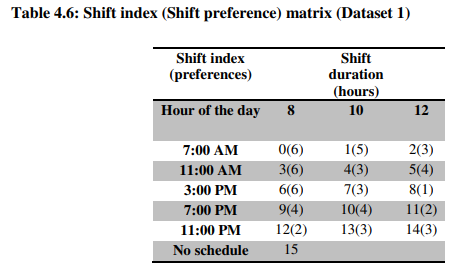 Table 4.6: Shift index (Shift preference) matrix (Dataset 1)
Shift index (preferences) Shift duration (hours)
Hour of the day 8 10 12
7:00 AM 0(6) 1(5) 2(3)
11:00 AM 3(6) 4(3) 5(4)
3:00 PM 6(6) 7(3) 8(1)
7:00 PM 9(4) 10(4) 11(2)
11:00 PM 12(2) 13(3) 14(3)
No schedule 15